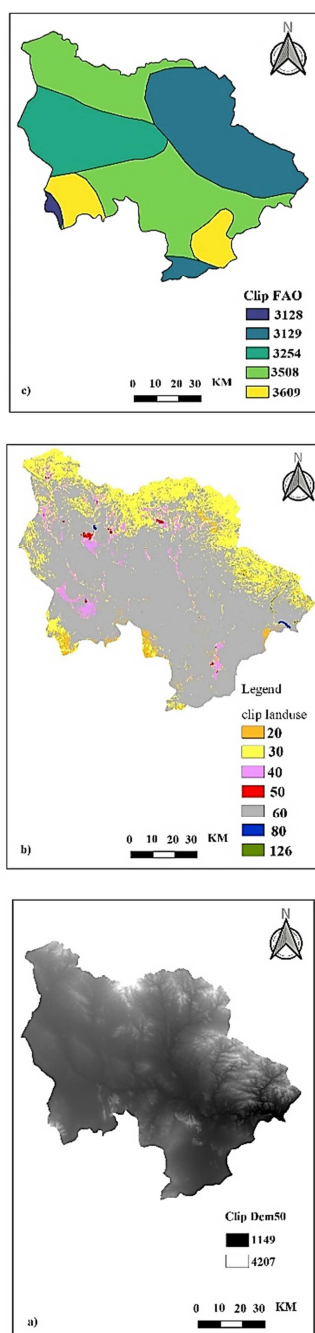 N
Clip FAO
3128
3129
3254
3508
3609
0 10 20 30 KM
c)
N
Legend
clip landuse
20
30
40
50
60
80
126
KM
0 10 20 30
b)
N
Clip Dem50
1149
4207
KM
0 10 20 30
a)